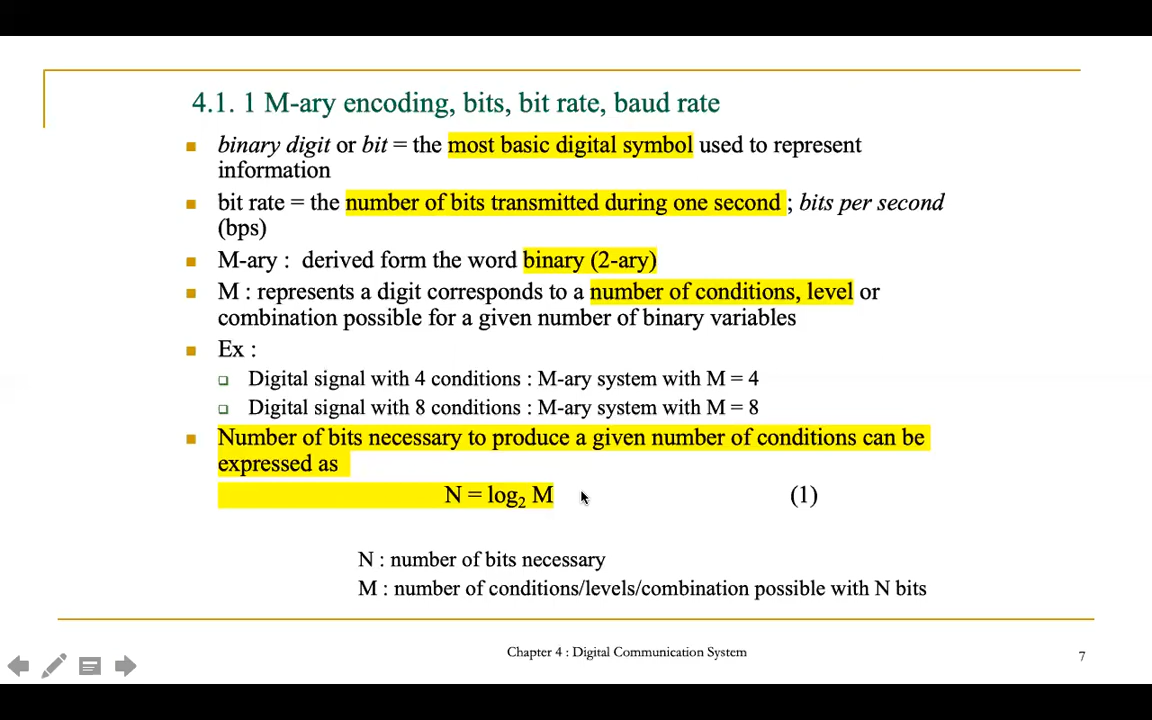 4.1. 1 M-ary encoding, bits, bit rate, baud rate
binary digit or bit = the most basic digital symbol used to represent
information
bit rate = the number of bits transmitted during one second ; bits per second
(bps)
M-ary : derived form the word binary (2-ary)
M : represents a digit corresponds to a number of conditions, level or
combination possible for a given number of binary variables
Ex :
Digital signal with 4 conditions : M-ary system with M = 4
Digital signal with 8 conditions : M-ary system with M = 8
Number of bits necessary to produce a given number of conditions can be
expressed as
N = log₂ M (1)
N : number of bits necessary
M : number of conditions/levels/combination possible with N bits
Chapter 4 : Digital Communication System
7